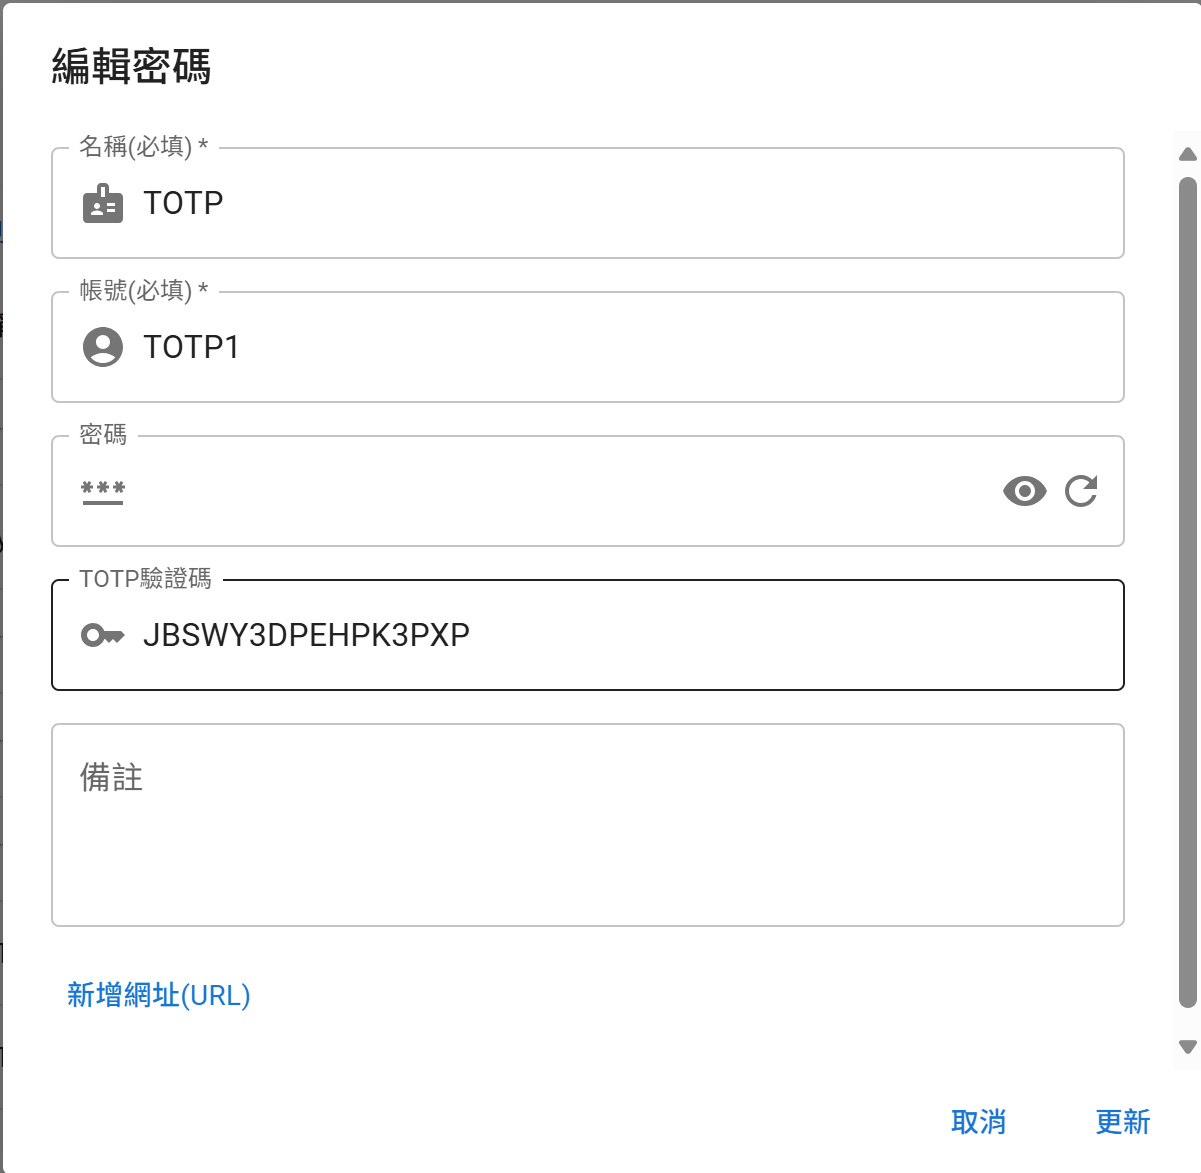 編輯密碼
名稱(必填) *
TOTP
帳號(必填) *
TOTP1
密碼
***
TOTP驗證碼
JBSWY3DPEHPK3PXP
備註
新增網址(URL)
取消
更新